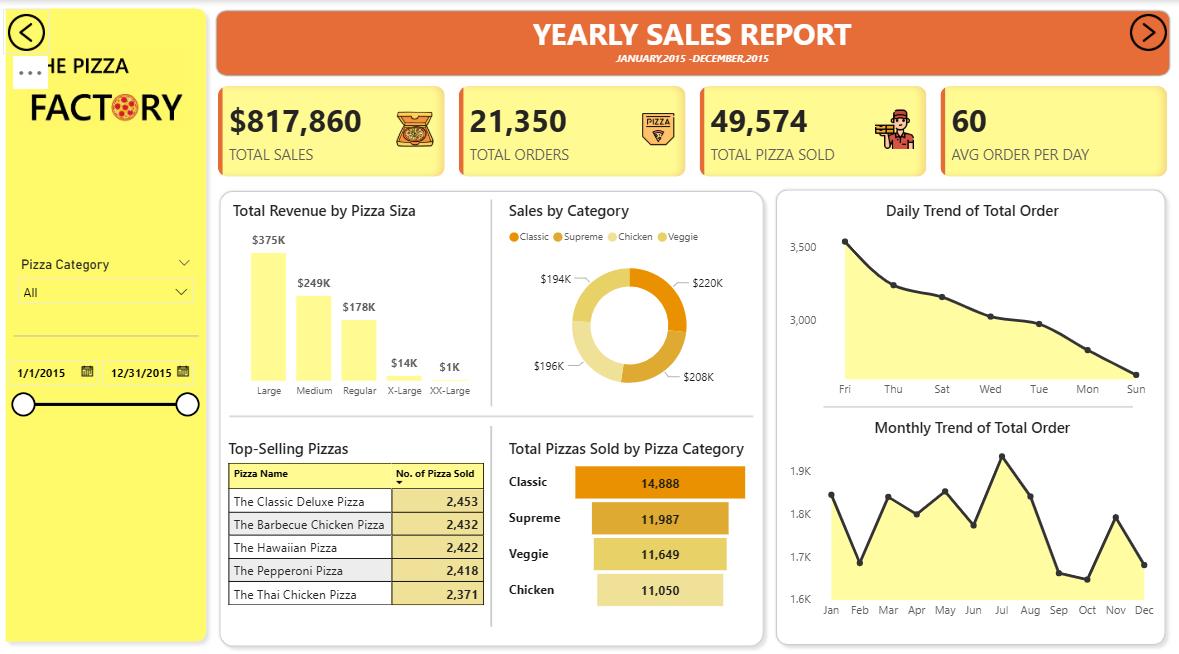 HE PIZZA
FACTORY
Pizza Category
All
1/1/2015 12/31/2015
YEARLY SALES REPORT
JANUARY,2015 -DECEMBER,2015
$817,860
TOTAL SALES
21,350
TOTAL ORDERS
PIZZA
49,574
TOTAL PIZZA SOLD
60
AVG ORDER PER DAY
Total Revenue by Pizza Siza
$375K
$249K
$178K
$14K
$1K
Large Medium Regular X-Large XX-Large
Sales by Category
Classic Supreme Chicken Veggie
$194K
$220K
$196K
$208K
Top-Selling Pizzas
Pizza Name No. of Pizza Sold
The Classic Deluxe Pizza 2,453
The Barbecue Chicken Pizza 2,432
The Hawaiian Pizza 2,422
The Pepperoni Pizza 2,418
The Thai Chicken Pizza 2,371
Total Pizzas Sold by Pizza Category
Classic 14,888
Supreme 11,987
Veggie 11,649
Chicken 11,050
Daily Trend of Total Order
3,500
3,000
Fri Thu Sat Wed Tue Mon Sun
Monthly Trend of Total Order
1.9K
1.8K
1.7K
1.6K
Jan Feb Mar Apr May Jun Jul Aug Sep Oct Nov Dec